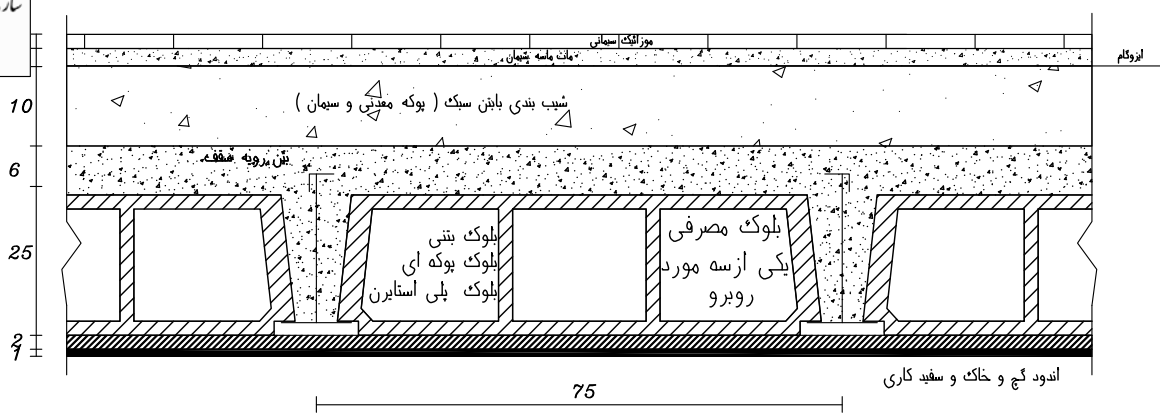 موزائیک سیمانی
ملات ماسه سیمان
ایزوگام
شیب بندی بابتن سبک ( پوکه معدنی و سیمان )
10
بتن رویه سقف
6
بلوک بتنی
بلوک پوکه ای
بلوک پلی استایرن
بلوک مصرفی
یکی ازسه مورد
روبرو
25
2
1
اندود گچ و خاک و سفید کاری
75